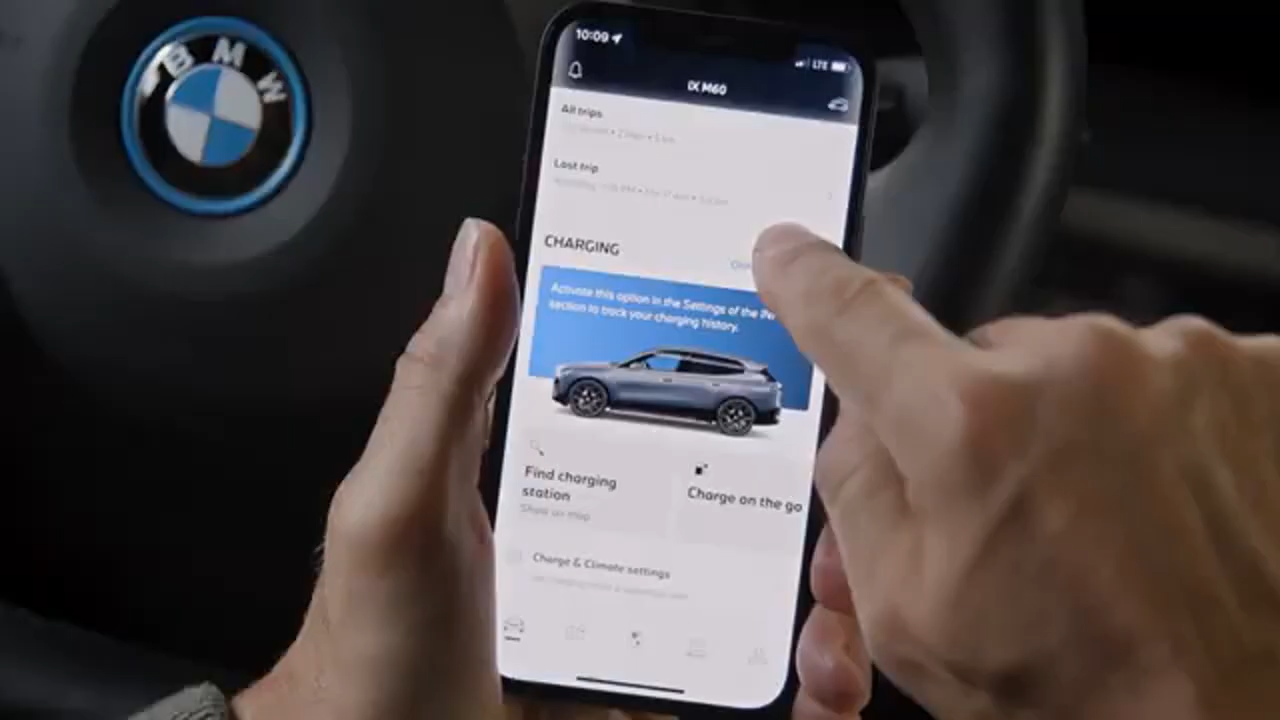 BMW
10:09
LTE
iX M60
All trips
Last trip
CHARGING
Activate this option in the Settings of the
section to track your charging history.
Find charging
station
Show on map
Charge on the go
Charge & Climate settings